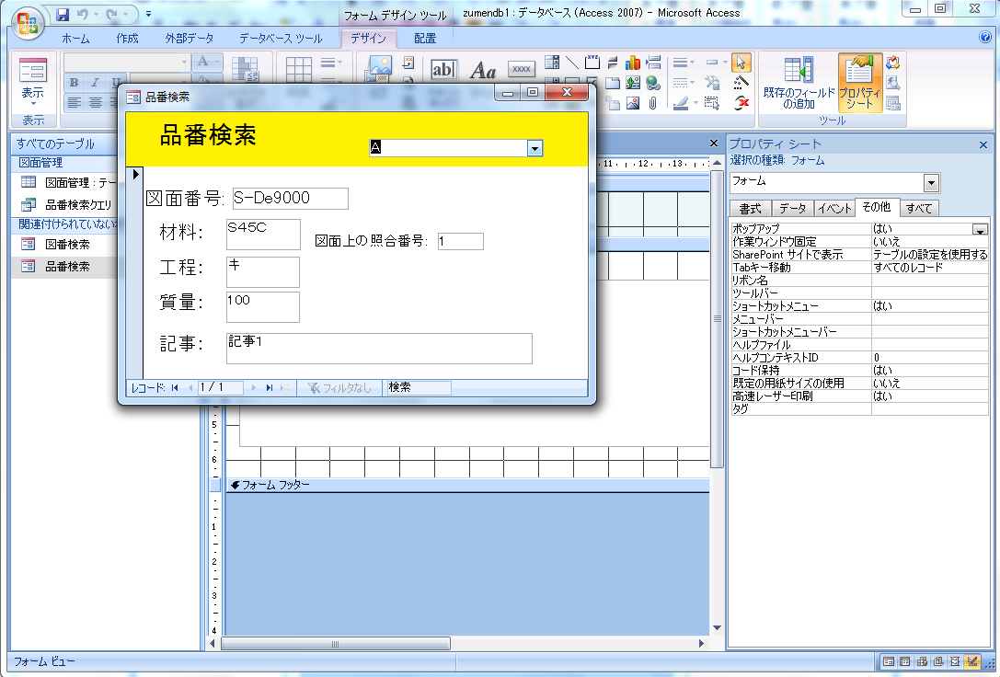 フォーム デザイン ツール
zumendb1 : データベース (Access 2007) - Microsoft Access
ホーム 作成 外部データ データベース ツール デザイン 配置
表示
表示
B I U
A
ab|
Aa
xxxx
既存のフィールドの追加
プロパティ シート
ツール
すべてのテーブル
図面管理
図面管理 : テー
品番検索クエリ
関連付けられていない
図番検索
品番検索
品番検索
品番検索
A
図面番号: S-De9000
材料: S45C
図面上の照合番号: 1
工程: キ
質量: 100
記事: 記事1
レコード: 1 / 1 フィルタなし 検索
11 12 13
5
6
フォーム フッター
1
2
3
4
プロパティ シート
選択の種類: フォーム
フォーム
書式 データ イベント その他 すべて
ポップアップ はい
作業ウィンドウ固定 いいえ
SharePoint サイトで表示 テーブルの設定を使用する
Tabキー移動 すべてのレコード
リボン名
ツールバー
ショートカットメニュー はい
メニューバー
ショートカットメニューバー
ヘルプファイル
ヘルプコンテキストID 0
コード保持 はい
既定の用紙サイズの使用 いいえ
高速レーザー印刷 はい
タグ
フォーム ビュー